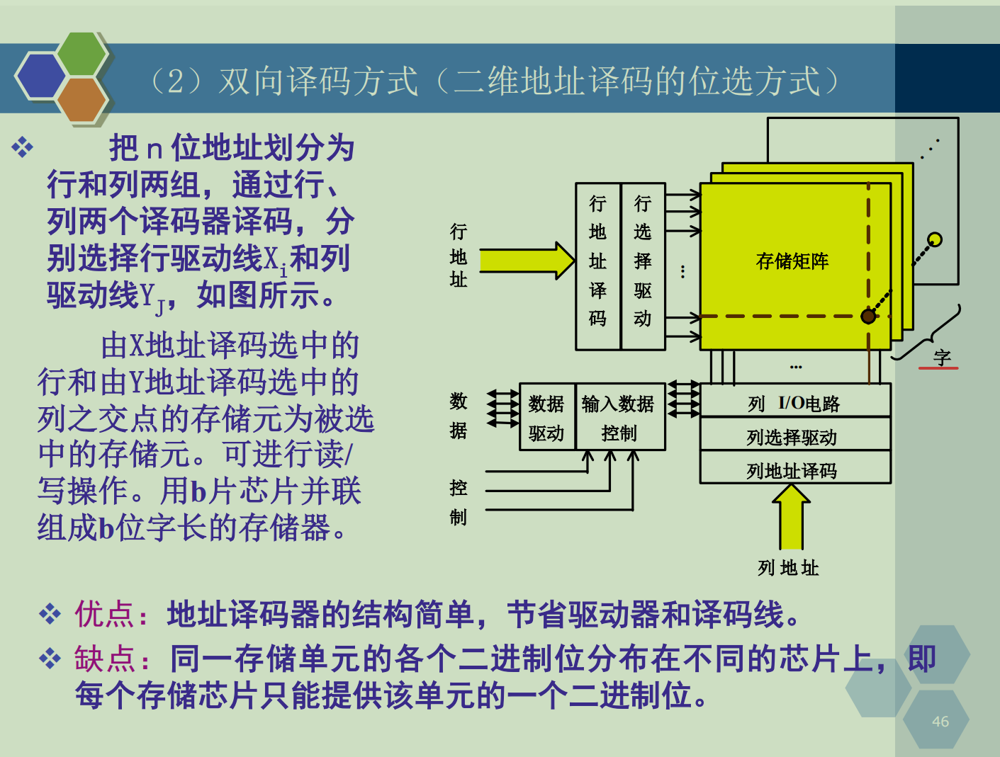 （2）双向译码方式（二维地址译码的位选方式）
把n位地址划分为
行和列两组，通过行、
列两个译码器译码，分
别选择行驱动线Xi和列
驱动线YJ，如图所示。
由X地址译码选中的
行和由Y地址译码选中的
列之交点的存储元为被选
中的存储元。可进行读/
写操作。用b片芯片并联
组成b位字长的存储器。
行地址
行地址译码
行选择驱动
...
存储矩阵
...
字
...
数据
数据
驱动
输入数据
控制
列 I/O电路
列选择驱动
列地址译码
控制
列地址
优点：地址译码器的结构简单，节省驱动器和译码线。
缺点：同一存储单元的各个二进制位分布在不同的芯片上，即
每个存储芯片只能提供该单元的一个二进制位。
46